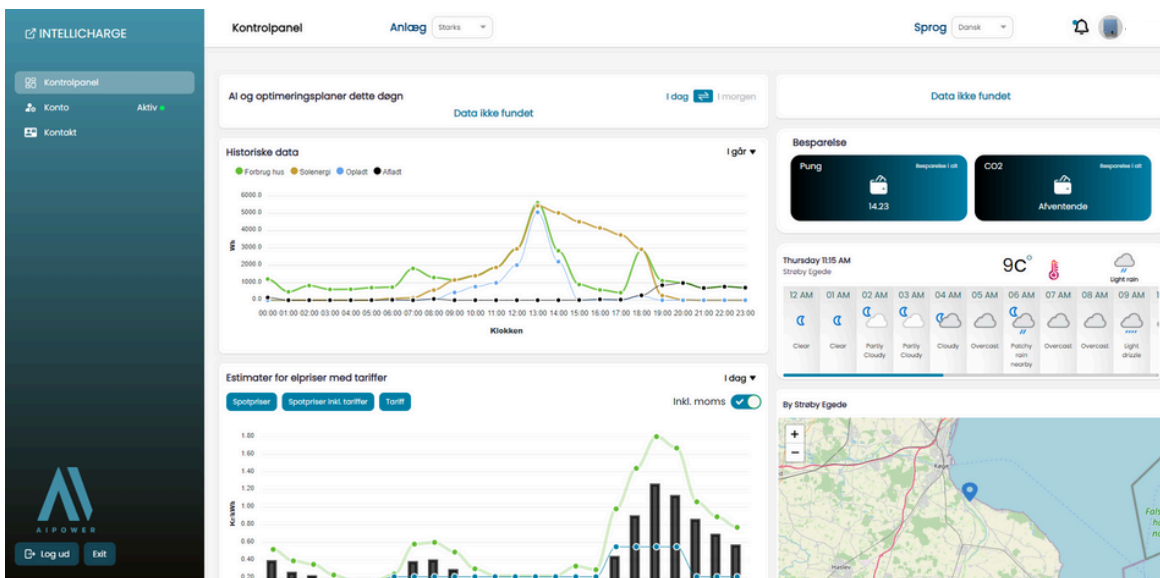 INTELLICHARGE
Kontrolpanel
Konto Aktiv
Kontakt
AIPOWER
Log ud Exit
Kontrolpanel Anlæg Storks Sprog Dansk
AI og optimeringsplaner dette døgn I dag I morgen
Data ikke fundet
Historiske data I går
Forbrug hus Solenergi Opladt Afladt
6000.0
5000.0
4000.0
3000.0
2000.0
1000.0
0.0
Wh
00:00 01:00 02:00 03:00 04:00 05:00 06:00 07:00 08:00 09:00 10:00 11:00 12:00 13:00 14:00 15:00 16:00 17:00 18:00 19:00 20:00 21:00 22:00 23:00
Klokken
Estimater for elpriser med tariffer I dag
Spotpriser Spotpriser inkl. tariffer Tariff Inkl. moms
1.80
1.60
1.40
1.20
1.00
0.80
0.60
0.40
0.20
Kr/kWh
Data ikke fundet
Besparelse
Pung Besparelse i alt
14.23
CO2 Besparelse i alt
Afventende
Thursday 11:15 AM
Strøby Egede
9C°
Light rain
12 AM 01 AM 02 AM 03 AM 04 AM 05 AM 06 AM 07 AM 08 AM 09 AM
Clear Clear Partly Cloudy Partly Cloudy Cloudy Overcast Patchy rain nearby Overcast Overcast Light drizzle
By Strøby Egede
+
−
Køge
Haslev